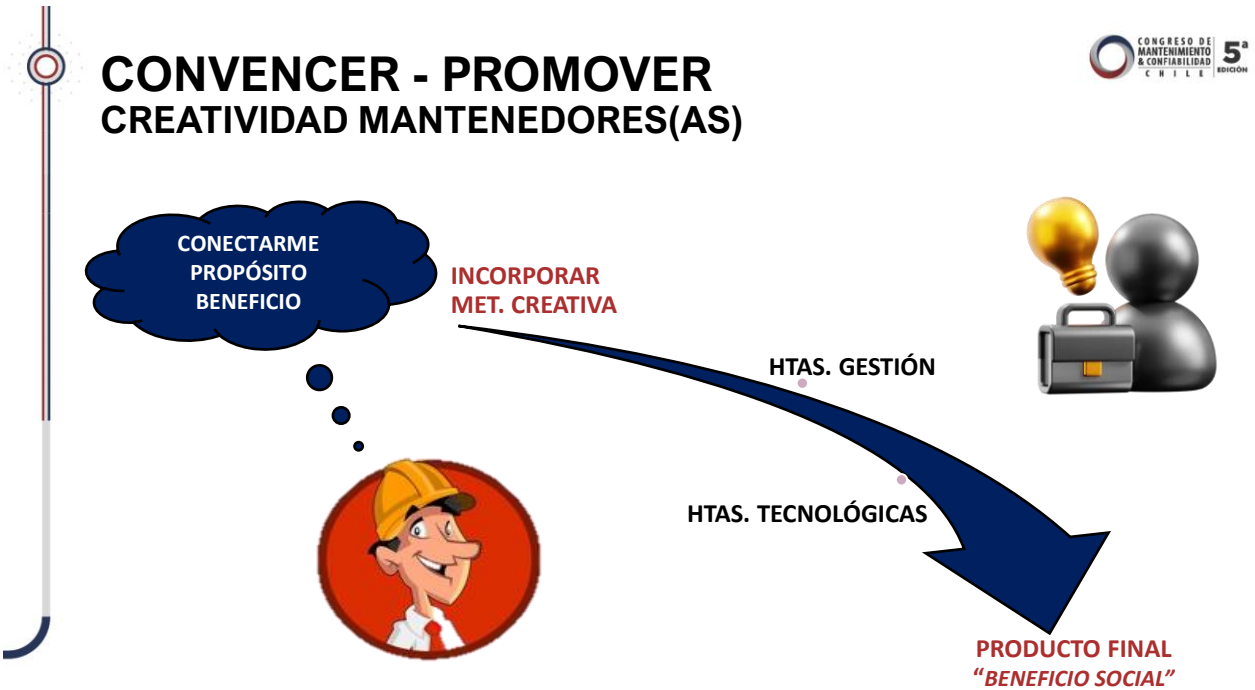 CONVENCER - PROMOVER
CREATIVIDAD MANTENEDORES(AS)
CONGRESO DE
MANTENIMIENTO
& CONFIABILIDAD
CHILE
5ª
EDICIÓN
CONECTARME
PROPÓSITO
BENEFICIO
INCORPORAR
MET. CREATIVA
HTAS. GESTIÓN
HTAS. TECNOLÓGICAS
PRODUCTO FINAL
“BENEFICIO SOCIAL”